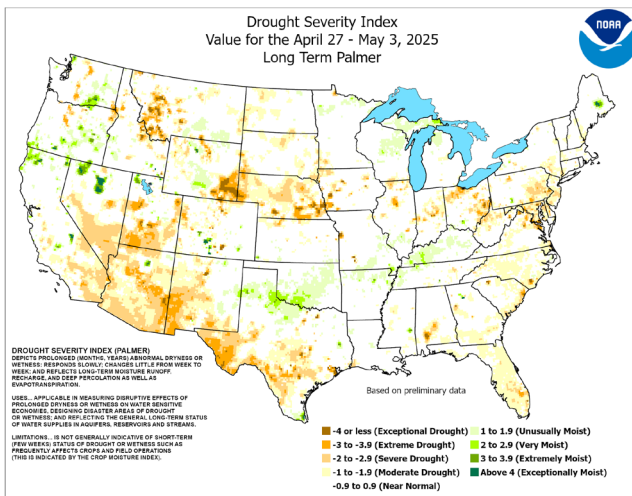 Drought Severity Index
Value for the April 27 - May 3, 2025
Long Term Palmer
NOAA
DROUGHT SEVERITY INDEX (PALMER)
DEPICTS PROLONGED (MONTHS, YEARS) ABNORMAL DRYNESS OR
WETNESS; RESPONDS SLOWLY; CHANGES LITTLE FROM WEEK TO
WEEK; AND REFLECTS LONG-TERM MOISTURE RUNOFF,
RECHARGE, AND DEEP PERCOLATION AS WELL AS
EVAPOTRANSPIRATION.
USES... APPLICABLE IN MEASURING DISRUPTIVE EFFECTS OF
PROLONGED DRYNESS OR WETNESS ON WATER SENSITIVE
ECONOMIES, DESIGNING DISASTER AREAS OF DROUGHT
OR WETNESS; AND REFLECTING THE GENERAL LONG-TERM STATUS
OF WATER SUPPLIES IN AQUIFERS, RESERVOIRS AND STREAMS.
LIMITATIONS... IS NOT GENERALLY INDICATIVE OF SHORT-TERM
(FEW WEEKS) STATUS OF DROUGHT OR WETNESS SUCH AS
FREQUENTLY AFFECTS CROPS AND FIELD OPERATIONS
(THIS IS INDICATED BY THE CROP MOISTURE INDEX).
Based on preliminary data
-4 or less (Exceptional Drought)
-3 to -3.9 (Extreme Drought)
-2 to -2.9 (Severe Drought)
-1 to -1.9 (Moderate Drought)
-0.9 to 0.9 (Near Normal)
1 to 1.9 (Unusually Moist)
2 to 2.9 (Very Moist)
3 to 3.9 (Extremely Moist)
Above 4 (Exceptionally Moist)